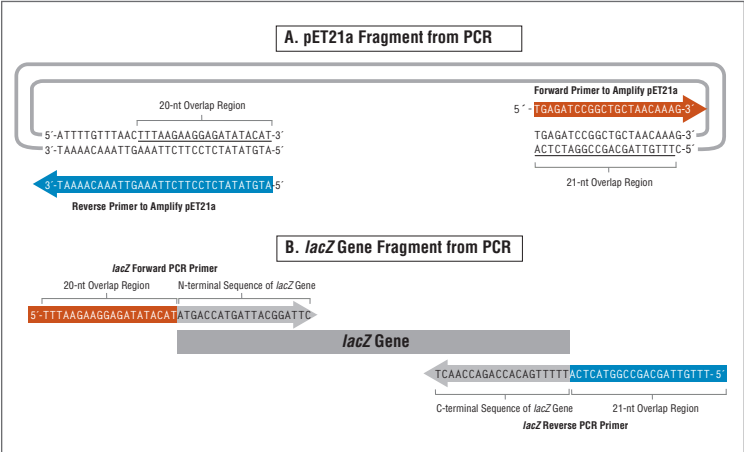 A. pET21a Fragment from PCR
Forward Primer to Amplify pET21a
5´-TGAGATCCGGCTGCTAACAAAG-3´
20-nt Overlap Region
5´-ATTTTGTTTAACTTTAAGAAGGAGATATACAT-3´
3´-TAAAACAAATTGAAATTCTTCCTCTATATGTA-5´
TGAGATCCGGCTGCTAACAAAG-3´
ACTCTAGGCCGACGATTGTTTC-5´
21-nt Overlap Region
3´-TAAAACAAATTGAAATTCTTCCTCTATATGTA-5´
Reverse Primer to Amplify pET21a
B. lacZ Gene Fragment from PCR
lacZ Forward PCR Primer
20-nt Overlap Region
N-terminal Sequence of lacZ Gene
5´-TTTAAGAAGGAGATATACATATGACCATGATTACGGATTC
lacZ Gene
TCAACCAGACCACAGTTTTTACTCATGGCCGACGATTGTTT-5´
C-terminal Sequence of lacZ Gene
21-nt Overlap Region
lacZ Reverse PCR Primer